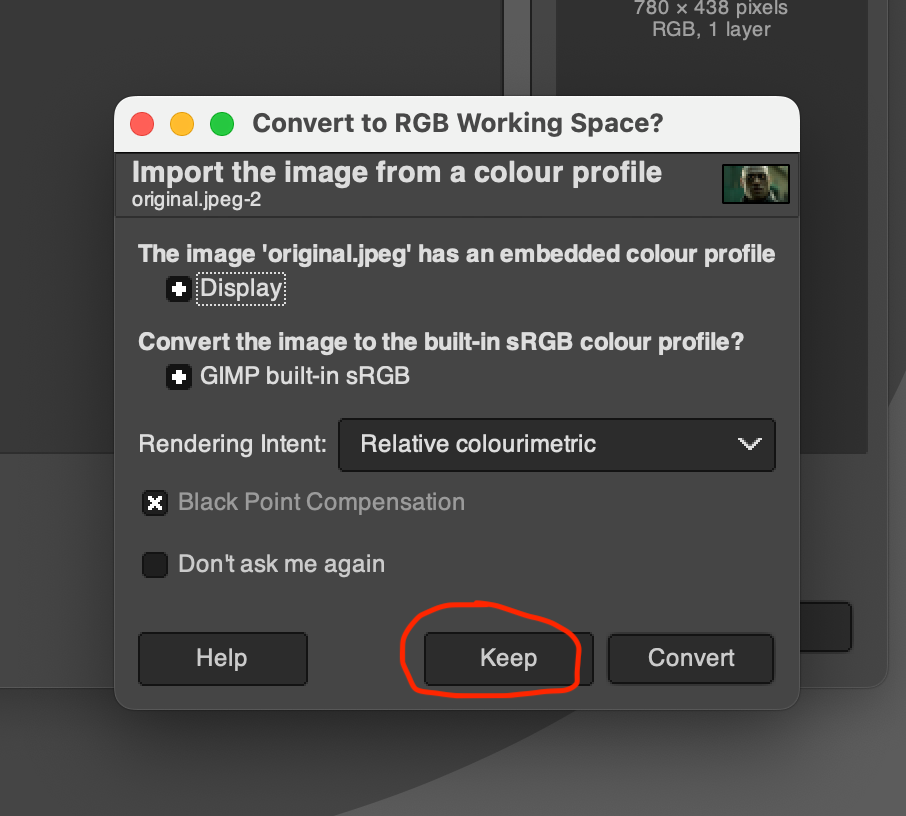 780 × 438 pixels
RGB, 1 layer
Convert to RGB Working Space?
Import the image from a colour profile
original.jpeg-2
The image 'original.jpeg' has an embedded colour profile
Display
Convert the image to the built-in sRGB colour profile?
GIMP built-in sRGB
Rendering Intent: Relative colourimetric
Black Point Compensation
Don't ask me again
Help Keep Convert